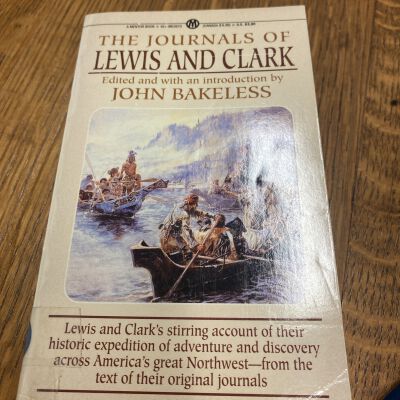 A MENTOR BOOK
THE JOURNALS OF
LEWIS AND CLARK
Edited and with an introduction by
JOHN BAKELESS
Lewis and Clark's stirring account of their
historic expedition of adventure and discovery
across America's great Northwest—from the
text of their original journals